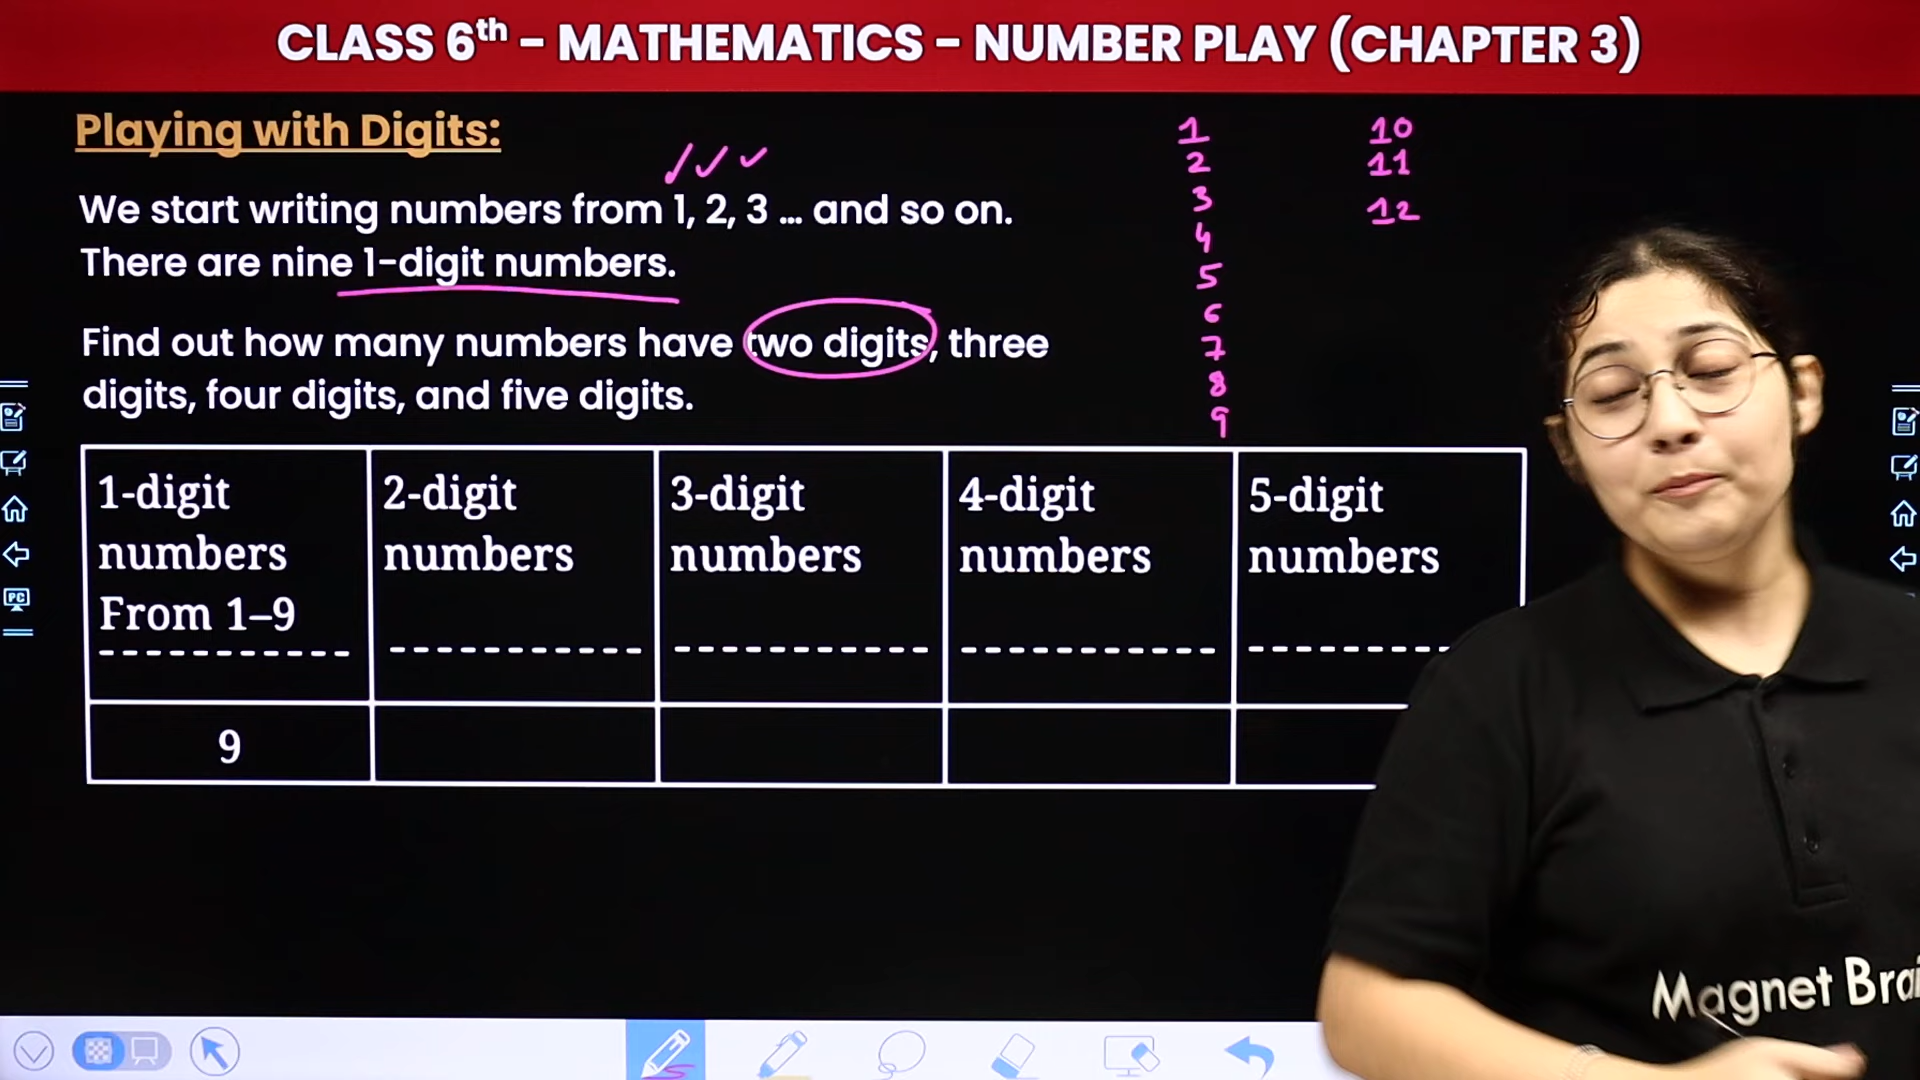 CLASS 6th - MATHEMATICS - NUMBER PLAY (CHAPTER 3)
Playing with Digits:
We start writing numbers from 1, 2, 3 ... and so on.
There are nine 1-digit numbers.
Find out how many numbers have two digits, three
digits, four digits, and five digits.
1
2
3
4
5
6
7
8
9
10
11
12
1-digit
numbers
From 1–9
-----------
2-digit
numbers
-----------
3-digit
numbers
-----------
4-digit
numbers
-----------
5-digit
numbers
---------
9
PC
Magnet Brai